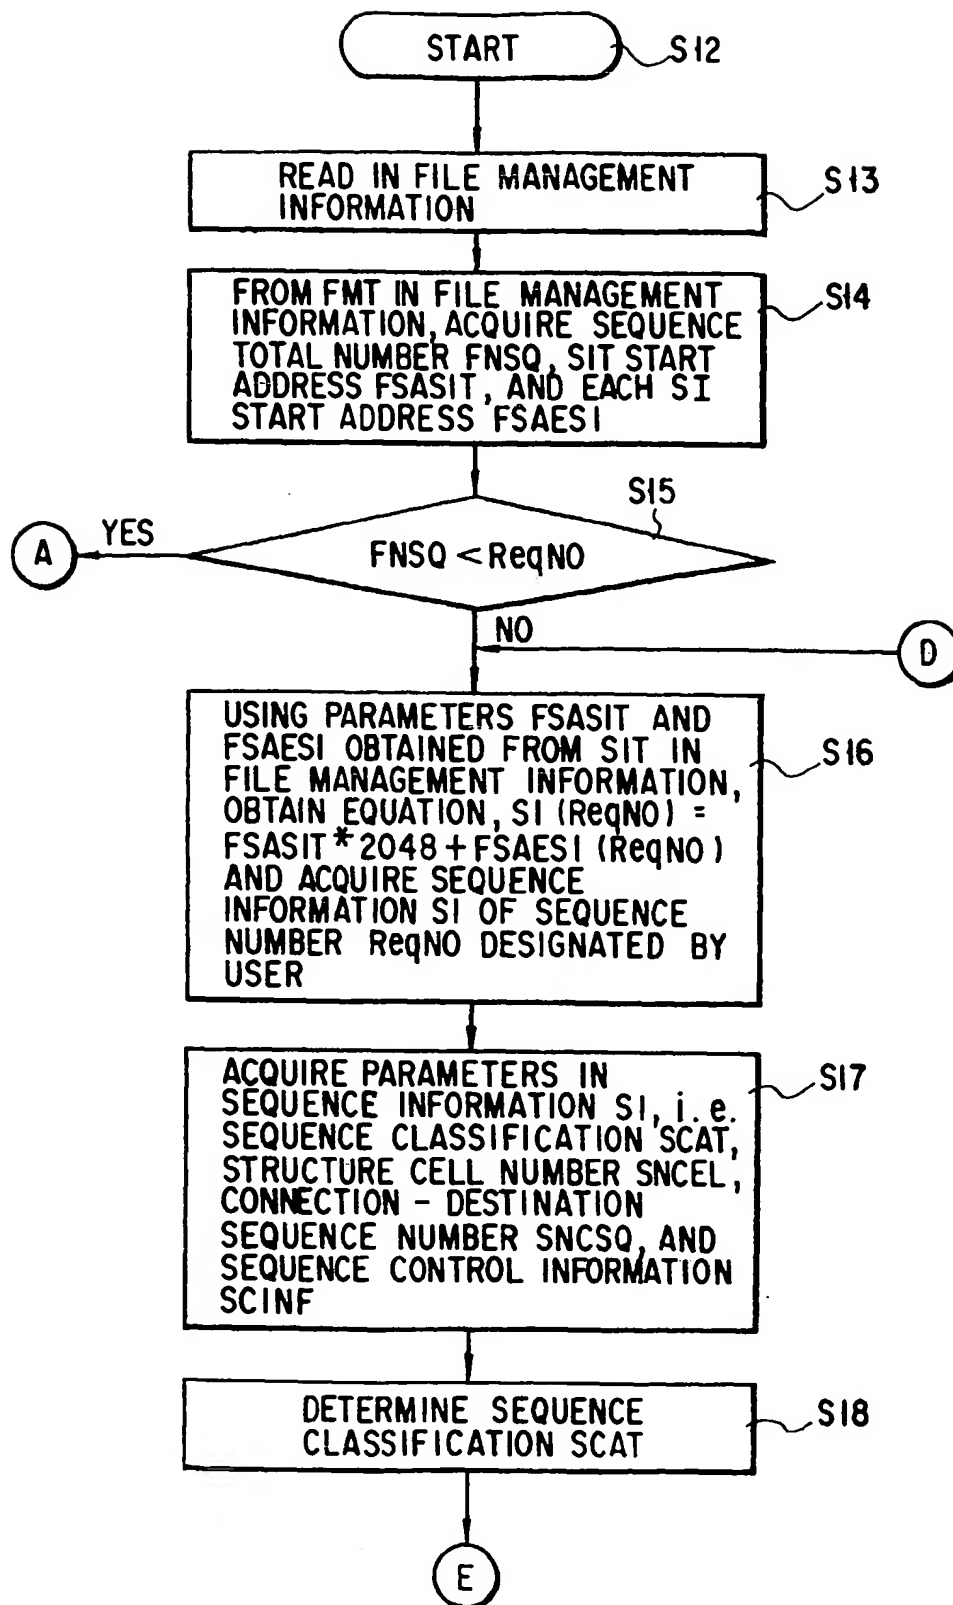 START
S12
READ IN FILE MANAGEMENT
INFORMATION
S13
FROM FMT IN FILE MANAGEMENT
INFORMATION, ACQUIRE SEQUENCE
TOTAL NUMBER FNSQ, SIT START
ADDRESS FSASIT, AND EACH SI
START ADDRESS FSAESI
S14
S15
A
YES
FNSQ < ReqNO
NO
D
USING PARAMETERS FSASIT AND
FSAESI OBTAINED FROM SIT IN
FILE MANAGEMENT INFORMATION,
OBTAIN EQUATION, SI (ReqNO) =
FSASIT * 2048 + FSAESI (ReqNO)
AND ACQUIRE SEQUENCE
INFORMATION SI OF SEQUENCE
NUMBER ReqNO DESIGNATED BY
USER
S16
ACQUIRE PARAMETERS IN
SEQUENCE INFORMATION SI, i.e.
SEQUENCE CLASSIFICATION SCAT,
STRUCTURE CELL NUMBER SNCEL,
CONNECTION - DESTINATION
SEQUENCE NUMBER SNCSQ, AND
SEQUENCE CONTROL INFORMATION
SCINF
S17
DETERMINE SEQUENCE
CLASSIFICATION SCAT
S18
E